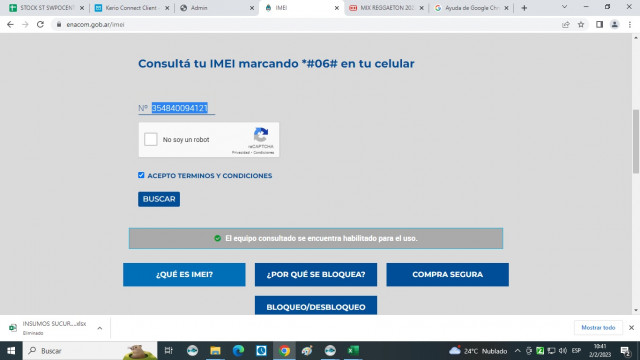 STOCK ST SWPOCENT
Kerio Connect Client -
Admin
IMEI
MIX REGGAETON 202
Ayuda de Google Chr
enacom.gob.ar/imei
Consultá tu IMEI marcando *#06# en tu celular
N° 354840094121
No soy un robot
reCAPTCHA
Privacidad - Condiciones
ACEPTO TERMINOS Y CONDICIONES
BUSCAR
El equipo consultado se encuentra habilitado para el uso.
¿QUÉ ES IMEI?
¿POR QUÉ SE BLOQUEA?
COMPRA SEGURA
BLOQUEO/DESBLOQUEO
INSUMOS SUCUR....xlsx
Eliminado
Mostrar todo
Buscar
24°C Nublado
ESP
10:41
2/2/2023